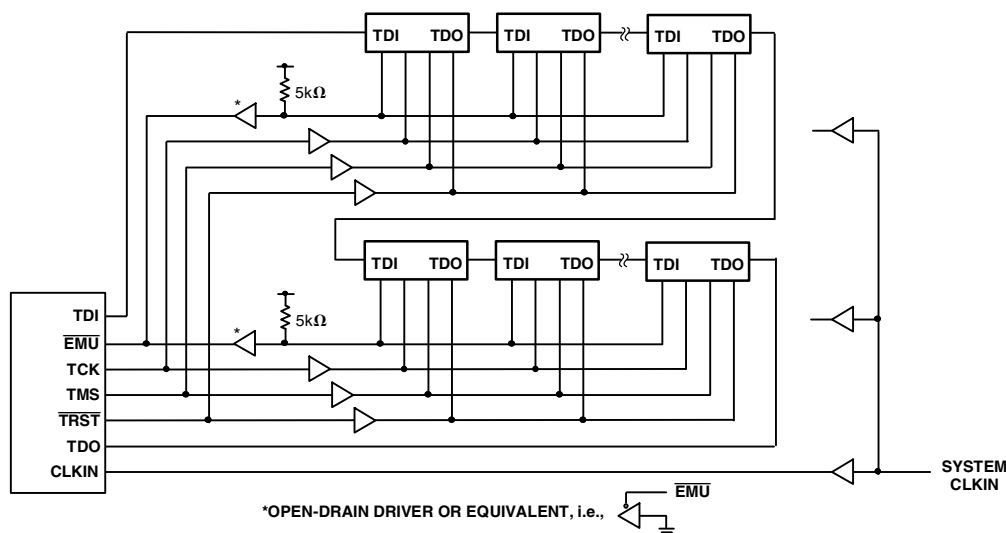 TDI TDO TDI TDO TDI TDO
*
5kΩ
TDI TDO TDI TDO TDI TDO
*
5kΩ
TDI
EMU
TCK
TMS
TRST
TDO
CLKIN
SYSTEM
CLKIN
*OPEN-DRAIN DRIVER OR EQUIVALENT, i.e.,
EMU